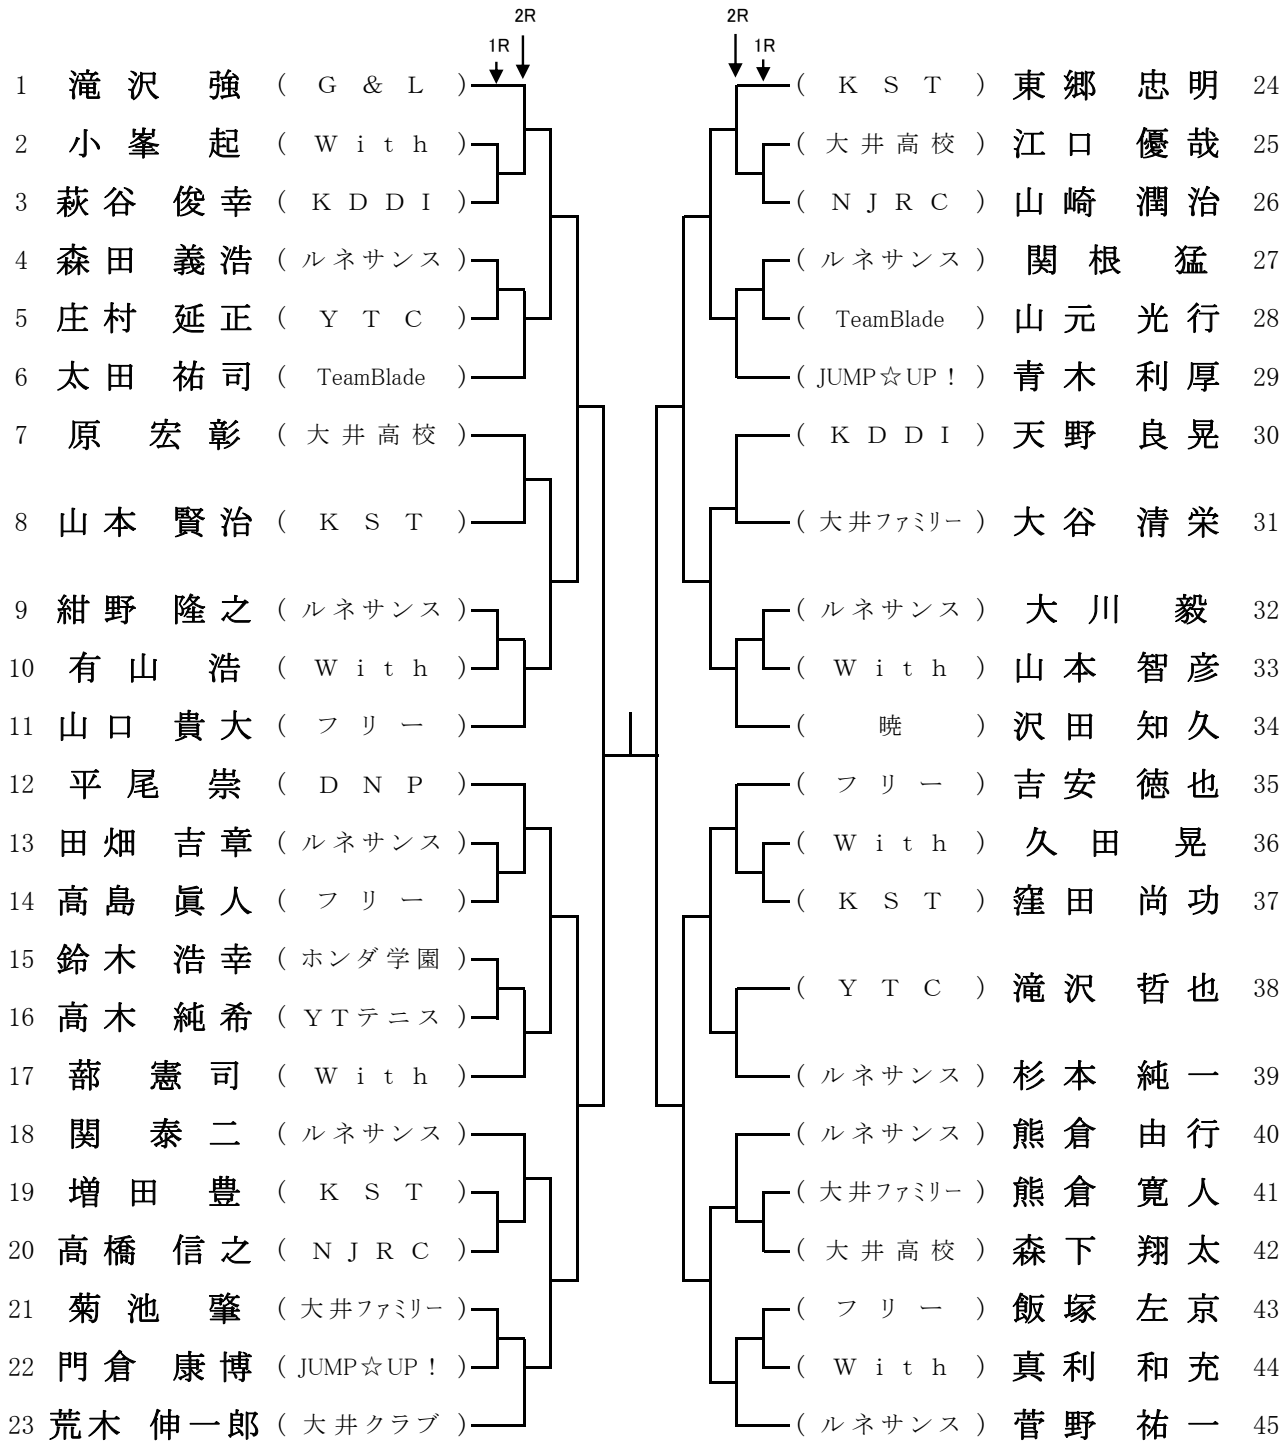 2R 2R
1R 1R
1 滝沢 強 ( G & L )
2 小峯 起 ( With )
3 萩谷 俊幸 ( KDDI )
4 森田 義浩 ( ルネサンス )
5 庄村 延正 ( YTC )
6 太田 祐司 ( TeamBlade )
7 原 宏彰 ( 大井高校 )
8 山本 賢治 ( KST )
9 紺野 隆之 ( ルネサンス )
10 有山 浩 ( With )
11 山口 貴大 ( フリー )
12 平尾 崇 ( DNP )
13 田畑 吉章 ( ルネサンス )
14 高島 眞人 ( フリー )
15 鈴木 浩幸 ( ホンダ学園 )
16 高木 純希 ( YTテニス )
17 蔀 憲司 ( With )
18 関 泰二 ( ルネサンス )
19 増田 豊 ( KST )
20 高橋 信之 ( NJRC )
21 菊池 肇 ( 大井ファミリー )
22 門倉 康博 ( JUMP☆UP! )
23 荒木 伸一郎 ( 大井クラブ )
( KST ) 東郷 忠明 24
( 大井高校 ) 江口 優哉 25
( NJRC ) 山崎 潤治 26
( ルネサンス ) 関根 猛 27
( TeamBlade ) 山元 光行 28
( JUMP☆UP! ) 青木 利厚 29
( KDDI ) 天野 良晃 30
( 大井ファミリー ) 大谷 清栄 31
( ルネサンス ) 大川 毅 32
( With ) 山本 智彦 33
( 暁 ) 沢田 知久 34
( フリー ) 吉安 徳也 35
( With ) 久田 晃 36
( KST ) 窪田 尚功 37
( YTC ) 滝沢 哲也 38
( ルネサンス ) 杉本 純一 39
( ルネサンス ) 熊倉 由行 40
( 大井ファミリー ) 熊倉 寛人 41
( 大井高校 ) 森下 翔太 42
( フリー ) 飯塚 左京 43
( With ) 真利 和充 44
( ルネサンス ) 菅野 祐一 45